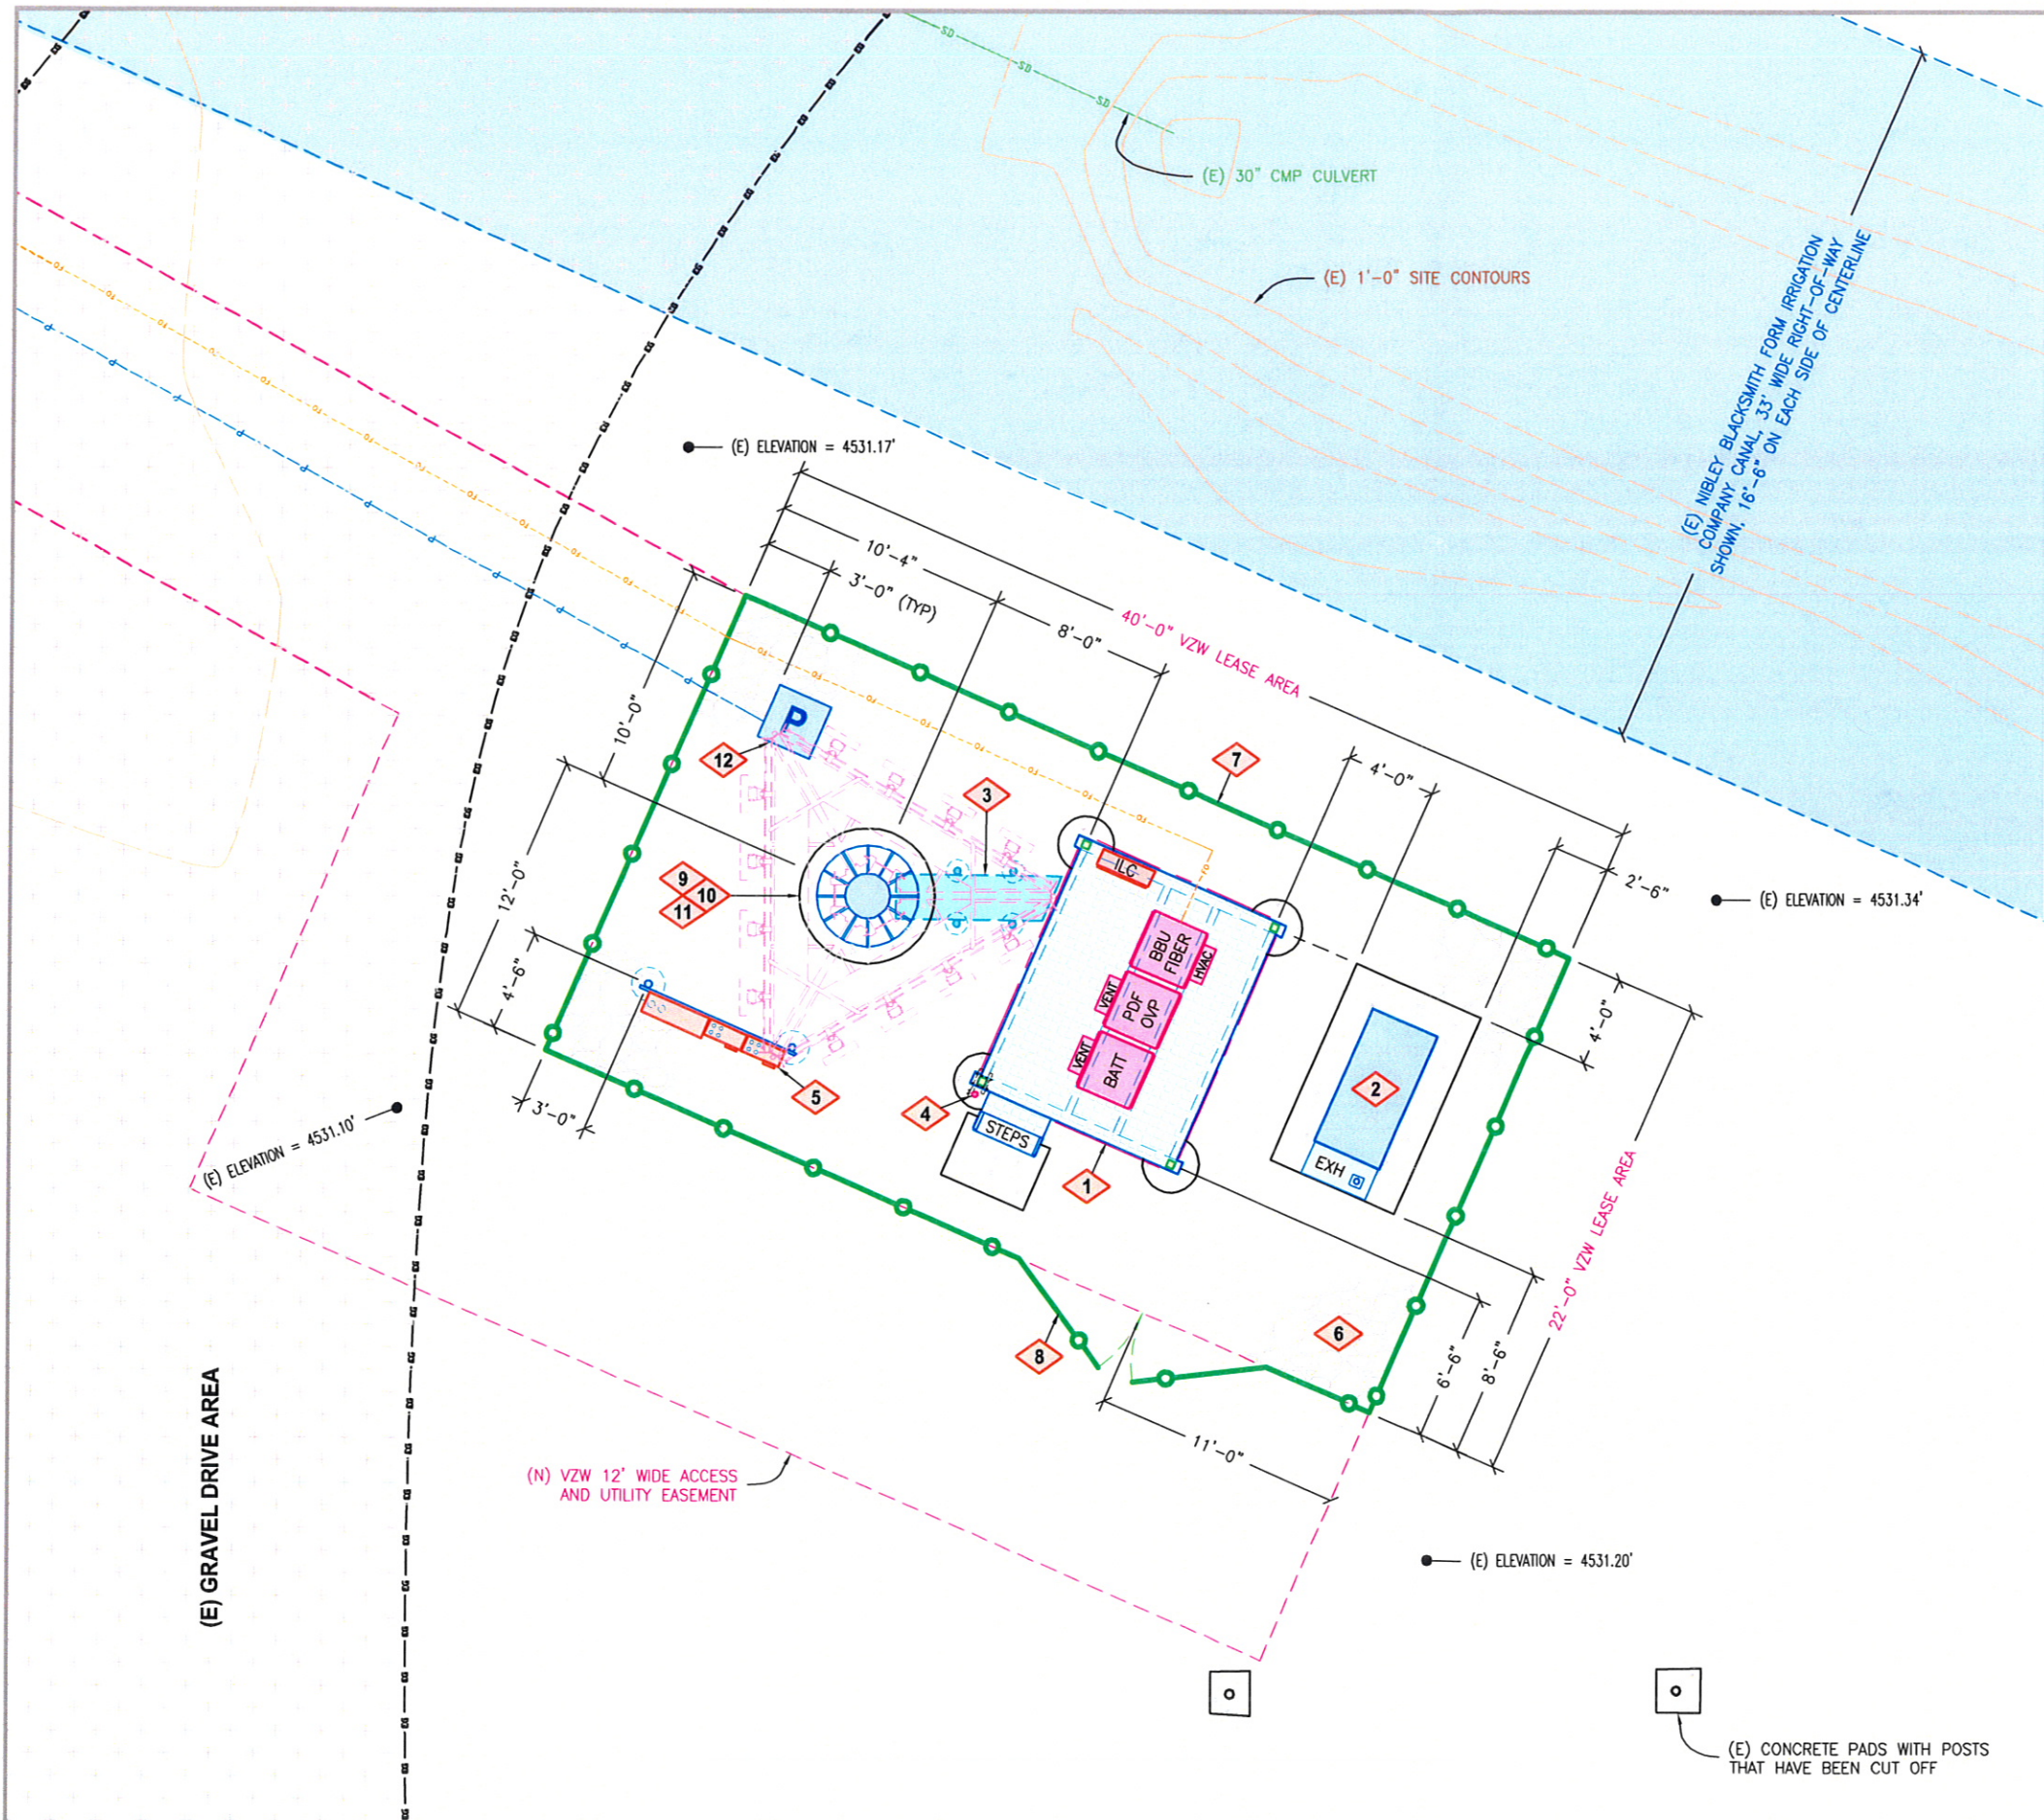 SD
SD
SD
(E) 30" CMP CULVERT
(E) 1'-0" SITE CONTOURS
(E) NIBLEY BLACKSMITH FORM IRRIGATION
COMPANY CANAL, 33' WIDE RIGHT-OF-WAY
SHOWN, 16'-6" ON EACH SIDE OF CENTERLINE
(E) ELEVATION = 4531.17'
10'-4"
3'-0" (TYP)
8'-0"
40'-0" VZW LEASE AREA
10'-0"
P
12
3
7
4'-0"
2'-6"
(E) ELEVATION = 4531.34'
12'-0"
4'-6"
9
10
11
ILC
BBU
FIBER
HVAC
VENT
PDF
OVP
VENT
BATT
4'-0"
2
EXH
5
4
STEPS
1
3'-0"
(E) ELEVATION = 4531.10'
22'-0" VZW LEASE AREA
6
8
6'-6"
8'-6"
11'-0"
(N) VZW 12' WIDE ACCESS
AND UTILITY EASEMENT
(E) GRAVEL DRIVE AREA
(E) ELEVATION = 4531.20'
(E) CONCRETE PADS WITH POSTS
THAT HAVE BEEN CUT OFF